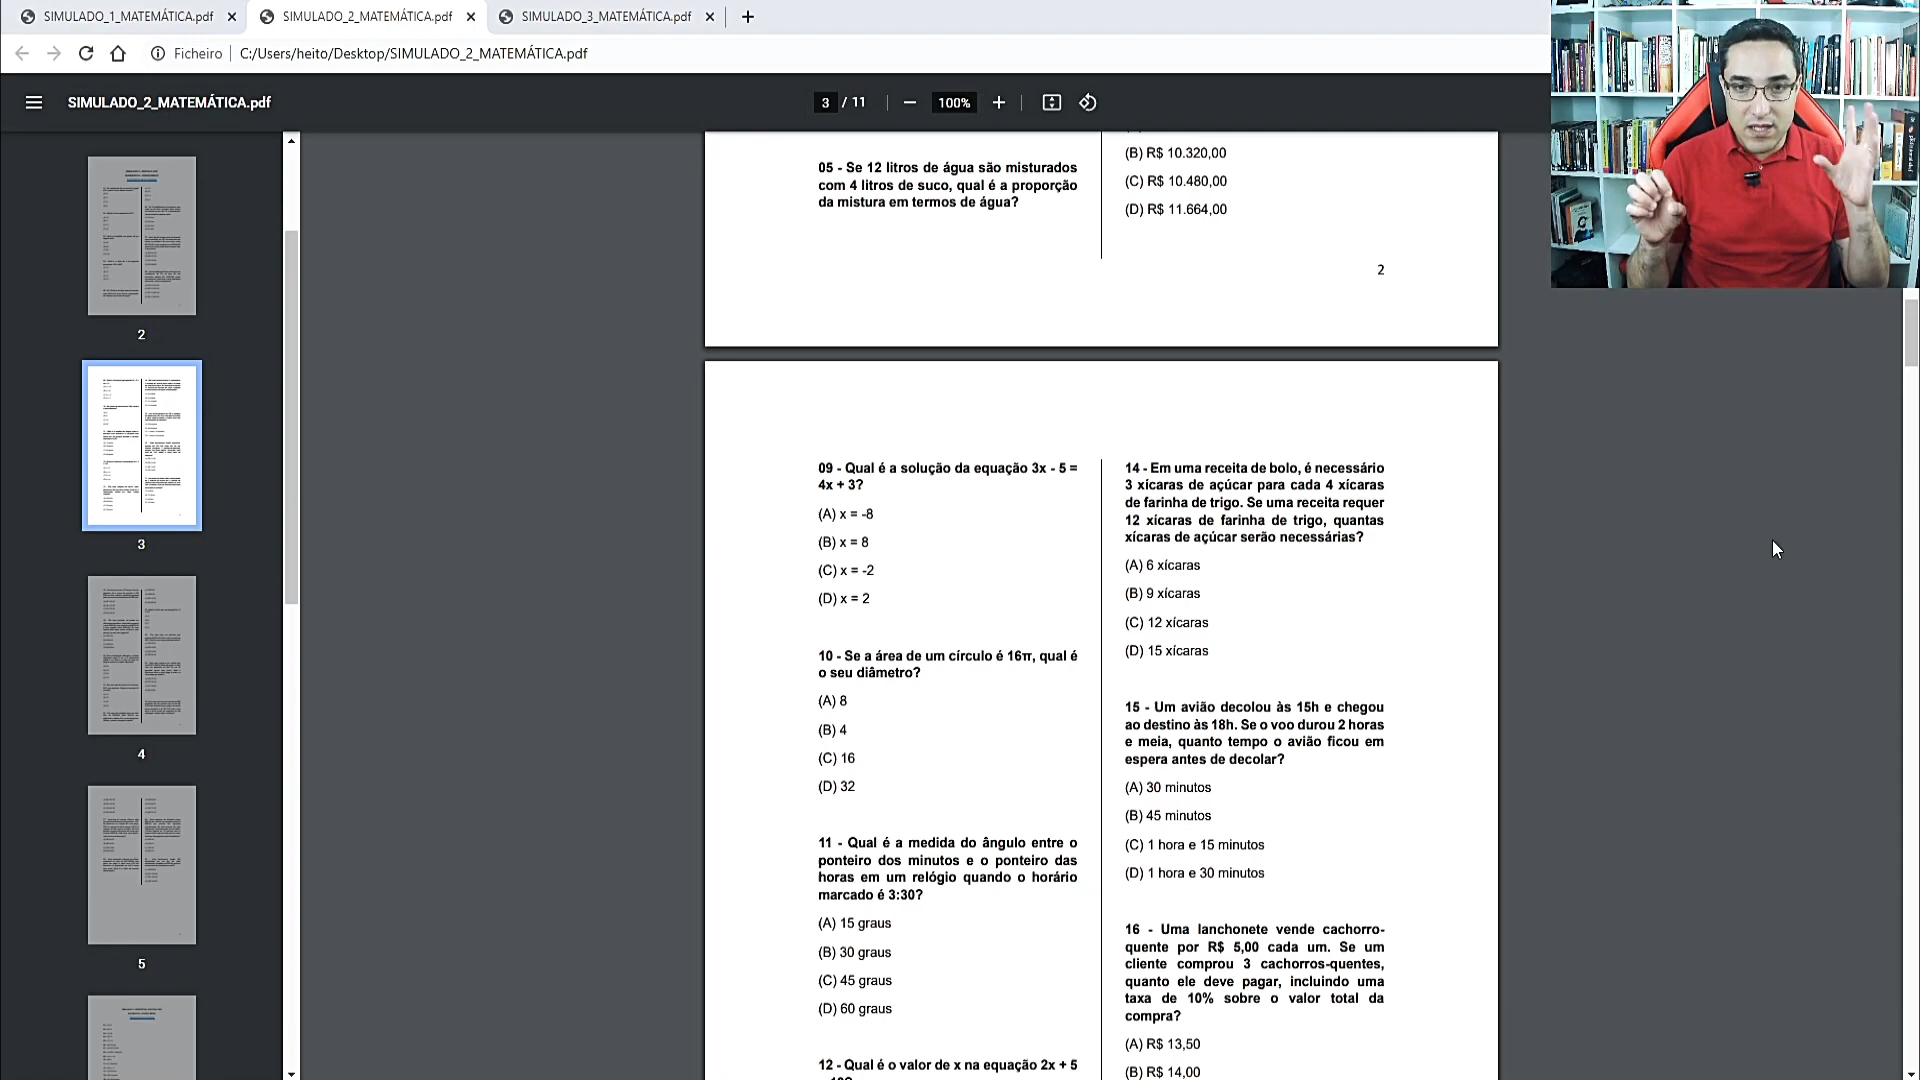 SIMULADO_1_MATEMÁTICA.pdf
SIMULADO_2_MATEMÁTICA.pdf
SIMULADO_3_MATEMÁTICA.pdf
Ficheiro
C:/Users/heito/Desktop/SIMULADO_2_MATEMÁTICA.pdf
SIMULADO_2_MATEMÁTICA.pdf
3 / 11
100%
2
3
4
5
05 - Se 12 litros de água são misturados
com 4 litros de suco, qual é a proporção
da mistura em termos de água?
(B) R$ 10.320,00
(C) R$ 10.480,00
(D) R$ 11.664,00
2
09 - Qual é a solução da equação 3x - 5 =
4x + 3?
(A) x = -8
(B) x = 8
(C) x = -2
(D) x = 2
10 - Se a área de um círculo é 16π, qual é
o seu diâmetro?
(A) 8
(B) 4
(C) 16
(D) 32
11 - Qual é a medida do ângulo entre o
ponteiro dos minutos e o ponteiro das
horas em um relógio quando o horário
marcado é 3:30?
(A) 15 graus
(B) 30 graus
(C) 45 graus
(D) 60 graus
12 - Qual é o valor de x na equação 2x + 5
14 - Em uma receita de bolo, é necessário
3 xícaras de açúcar para cada 4 xícaras
de farinha de trigo. Se uma receita requer
12 xícaras de farinha de trigo, quantas
xícaras de açúcar serão necessárias?
(A) 6 xícaras
(B) 9 xícaras
(C) 12 xícaras
(D) 15 xícaras
15 - Um avião decolou às 15h e chegou
ao destino às 18h. Se o voo durou 2 horas
e meia, quanto tempo o avião ficou em
espera antes de decolar?
(A) 30 minutos
(B) 45 minutos
(C) 1 hora e 15 minutos
(D) 1 hora e 30 minutos
16 - Uma lanchonete vende cachorro-
quente por R$ 5,00 cada um. Se um
cliente comprou 3 cachorros-quentes,
quanto ele deve pagar, incluindo uma
taxa de 10% sobre o valor total da
compra?
(A) R$ 13,50
(B) R$ 14,00